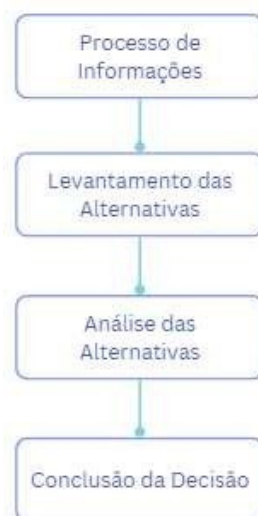 Processo de
Informações
Levantamento das
Alternativas
Análise das
Alternativas
Conclusão da Decisão